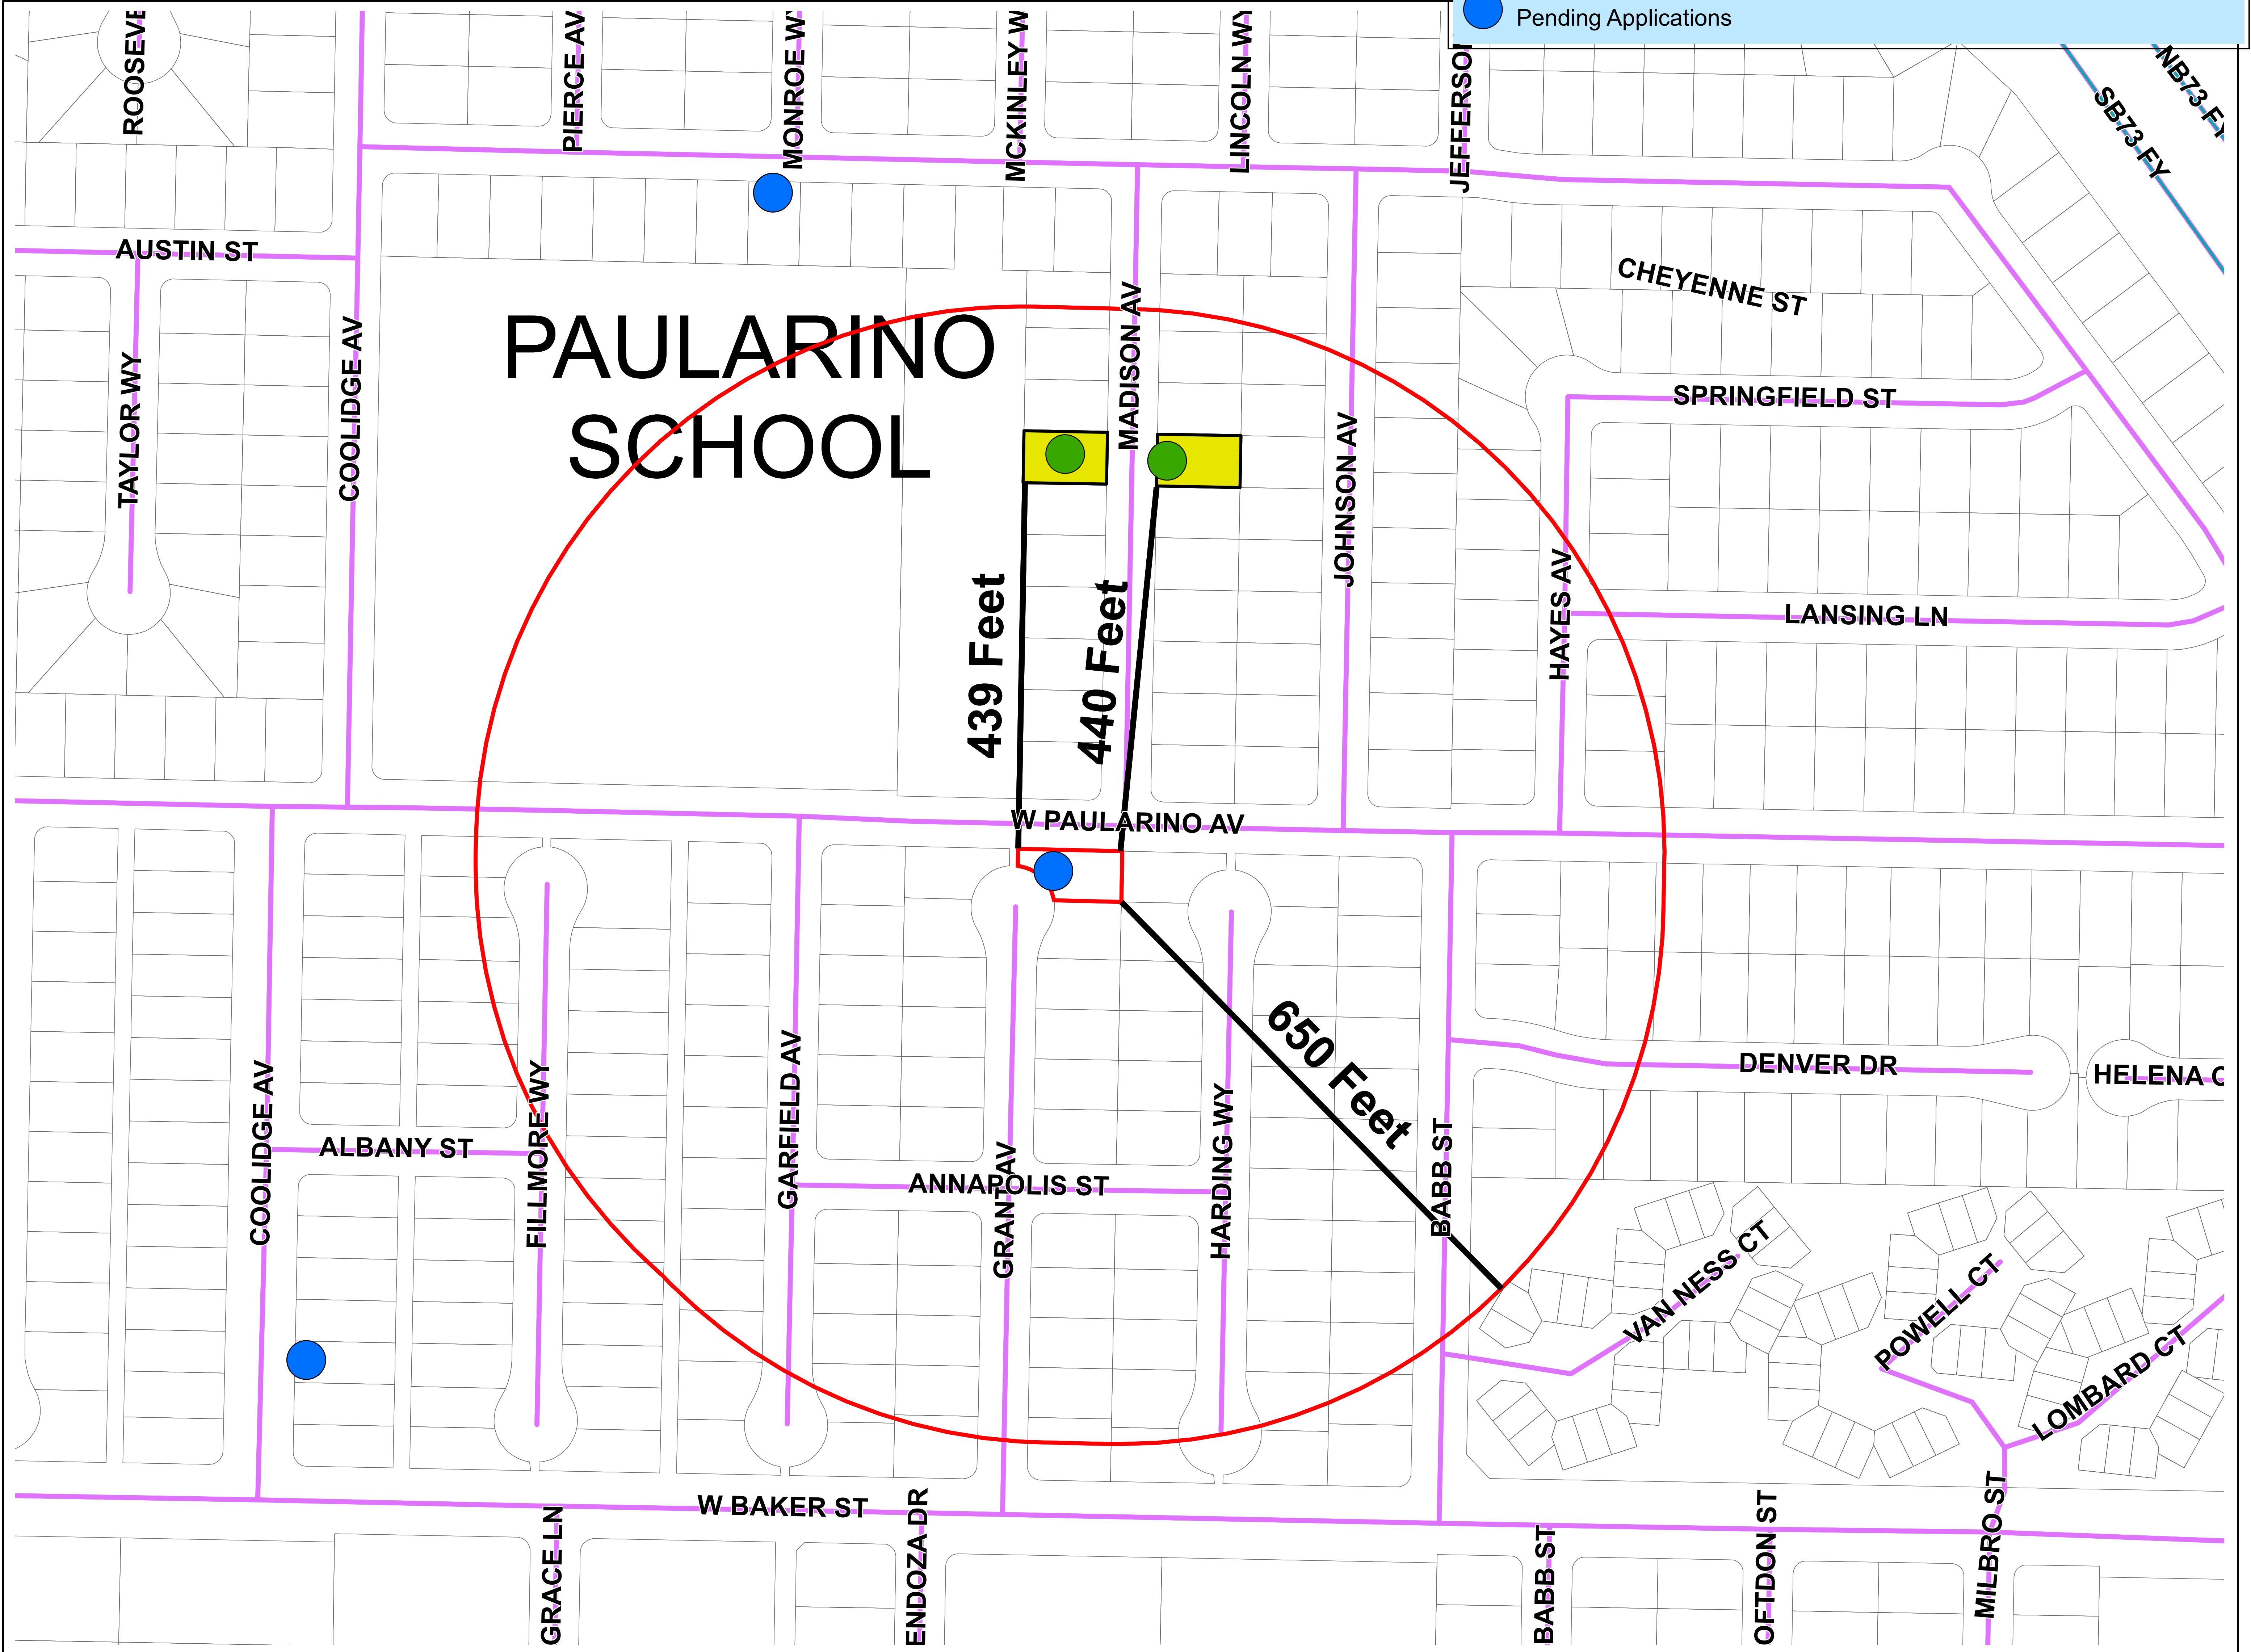 Pending Applications
ROOSEVE
PIERCE AV
MONROE WY
MCKINLEY W
LINCOLN WY
JEFFERSO
NB73 FY
SB73 FY
AUSTIN ST
CHEYENNE ST
PAULARINO
SCHOOL
MADISON AV
TAYLOR WY
COOLIDGE AV
SPRINGFIELD ST
JOHNSON AV
HAYES AV
LANSING LN
439 Feet
440 Feet
W PAULARINO AV
650 Feet
DENVER DR
HELENA C
COOLIDGE AV
ALBANY ST
FILLMORE WY
GARFIELD AV
ANNAPOLIS ST
GRANT AV
HARDING WY
BABB ST
VAN NESS CT
POWELL CT
LOMBARD CT
W BAKER ST
GRACE LN
ENDOZA DR
BABB ST
OFTDON ST
MILBRO ST